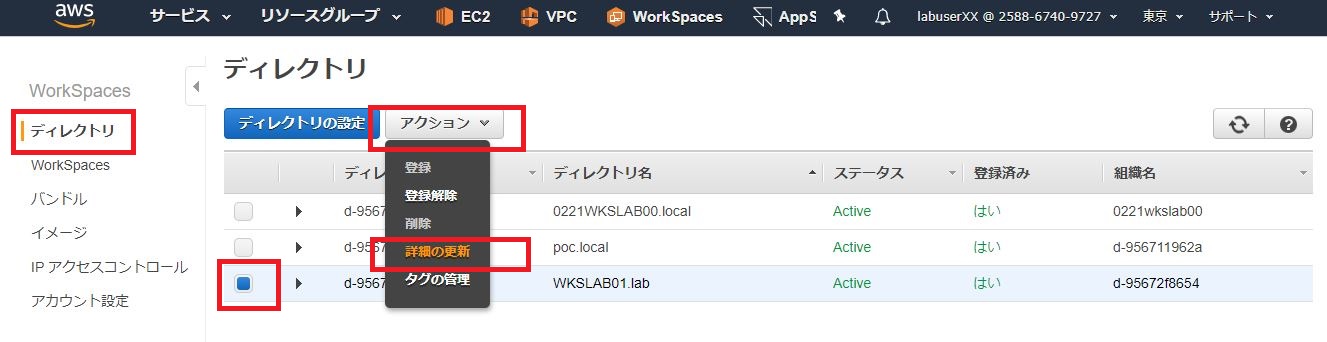 aws サービス リソースグループ EC2 VPC WorkSpaces AppS labuserXX @ 2588-6740-9727 東京 サポート
ディレクトリ
WorkSpaces
ディレクトリ
WorkSpaces
バンドル
イメージ
IP アクセスコントロール
アカウント設定
ディレクトリの設定 アクション
登録
登録解除
削除
詳細の更新
タグの管理
ディレ ディレクトリ名 ステータス 登録済み 組織名
d-9567 0221WKSLAB00.local Active はい 0221wkslab00
d-9567 poc.local Active はい d-956711962a
d-9567 WKSLAB01.lab Active はい d-95672f8654